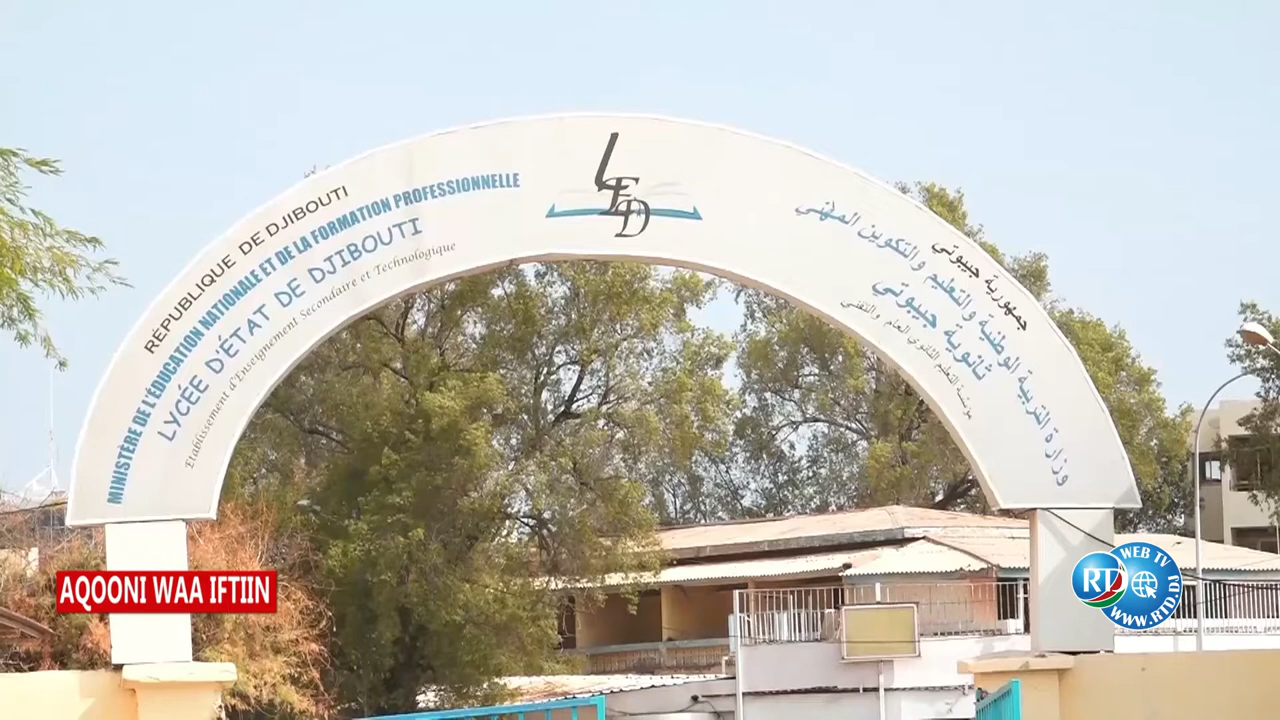 RÉPUBLIQUE DE DJIBOUTI
MINISTÈRE DE L'ÉDUCATION NATIONALE ET DE LA FORMATION PROFESSIONNELLE
LYCÉE D'ÉTAT DE DJIBOUTI
Etablissement d'Enseignement Secondaire et Technologique
LED
جمهورية جيبوتي
وزارة التربية الوطنية والتعليم والتكوين المهني
ثانوية جيبوتي
مؤسسة التعليم الثانوي العام والتقني
AQOONI WAA IFTIIN
RTD
WEB TV
WWW.RTD.DJ